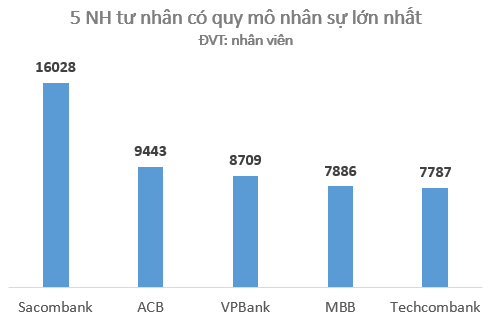 5 NH tư nhân có quy mô nhân sự lớn nhất
ĐVT: nhân viên
16028
9443
8709
7886
7787
Sacombank
ACB
VPBank
MBB
Techcombank